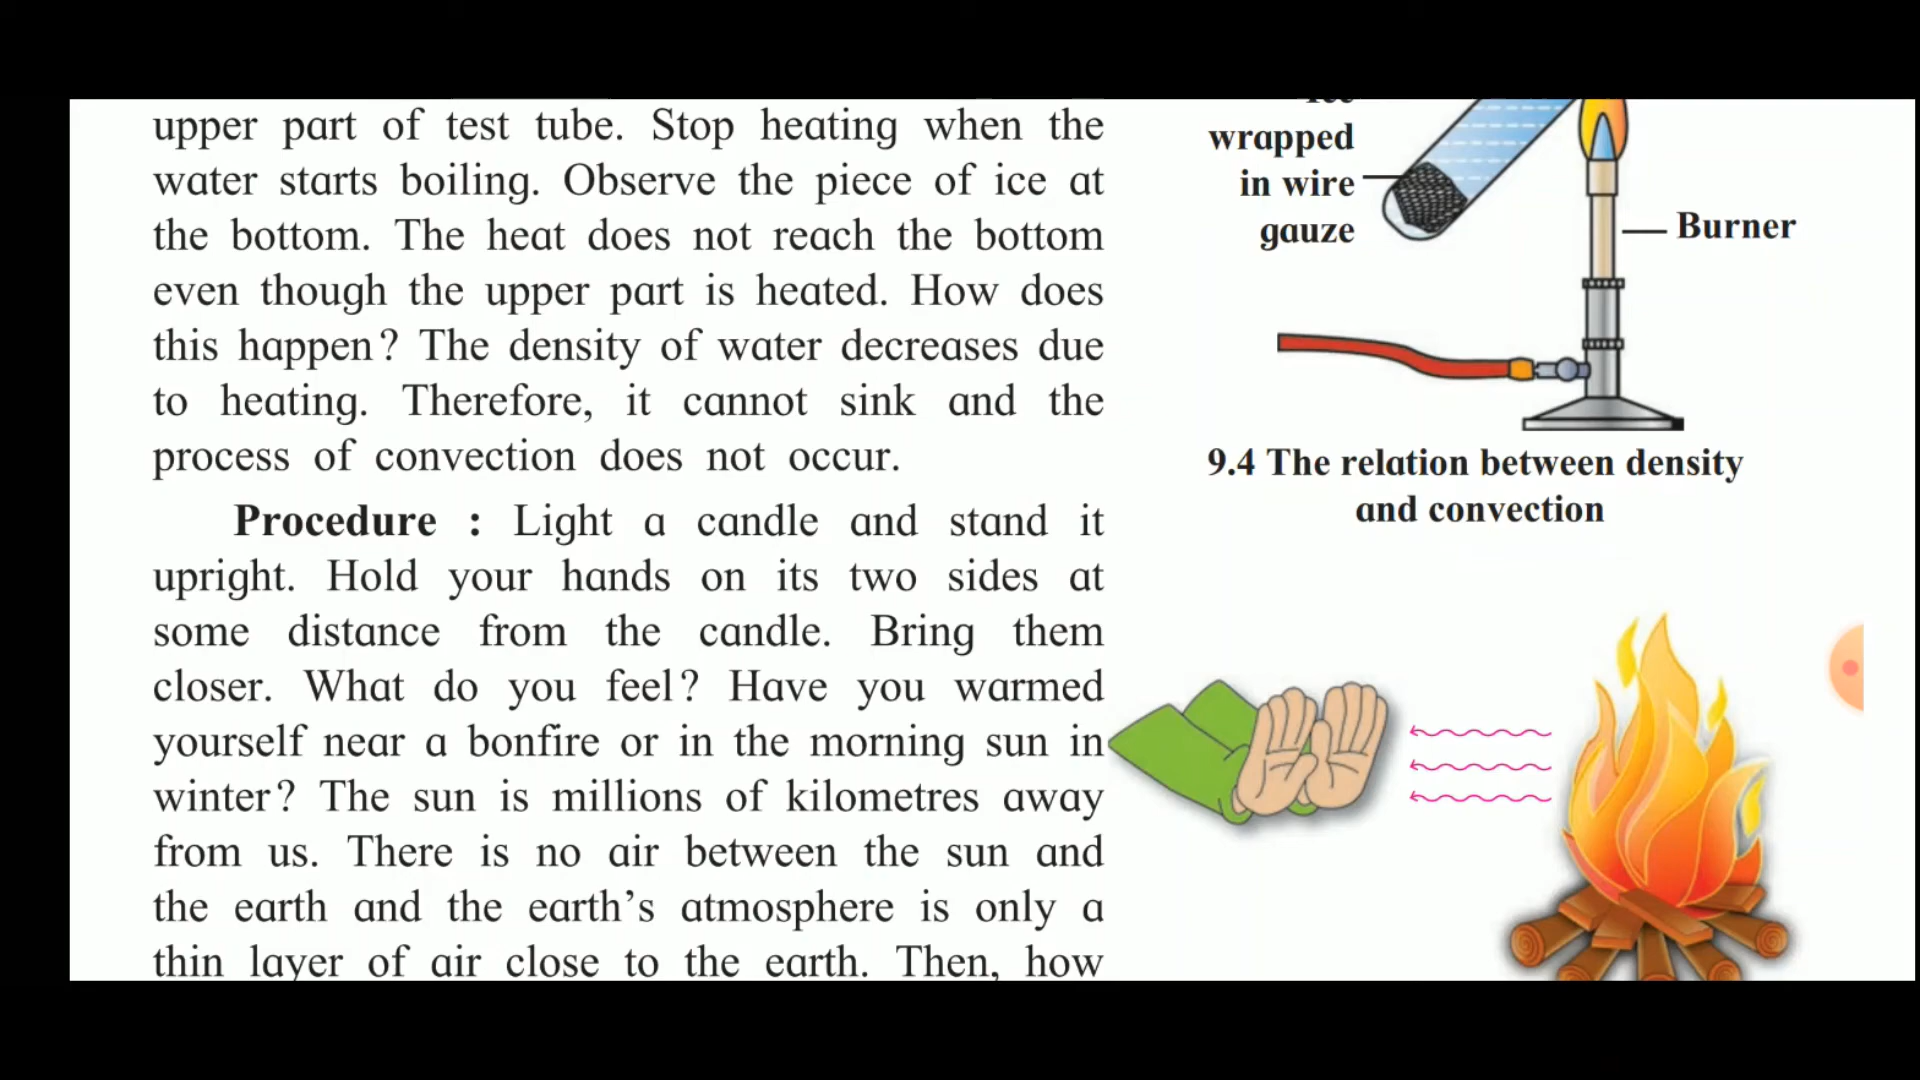 upper part of test tube. Stop heating when the
water starts boiling. Observe the piece of ice at
the bottom. The heat does not reach the bottom
even though the upper part is heated. How does
this happen? The density of water decreases due
to heating. Therefore, it cannot sink and the
process of convection does not occur.
Procedure : Light a candle and stand it
upright. Hold your hands on its two sides at
some distance from the candle. Bring them
closer. What do you feel? Have you warmed
yourself near a bonfire or in the morning sun in
winter? The sun is millions of kilometres away
from us. There is no air between the sun and
the earth and the earth’s atmosphere is only a
thin layer of air close to the earth. Then, how
wrapped
in wire
gauze
Burner
9.4 The relation between density
and convection